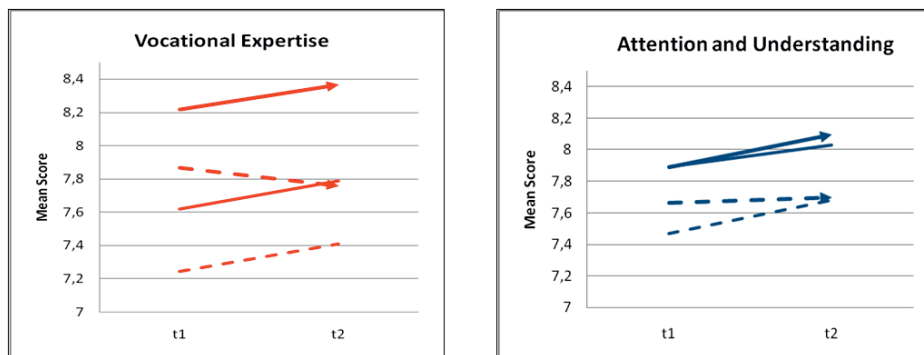 Vocational Expertise
Mean Score
8,4
8,2
8
7,8
7,6
7,4
7,2
7
t1 t2
Attention and Understanding
Mean Score
8,4
8,2
8
7,8
7,6
7,4
7,2
7
t1 t2